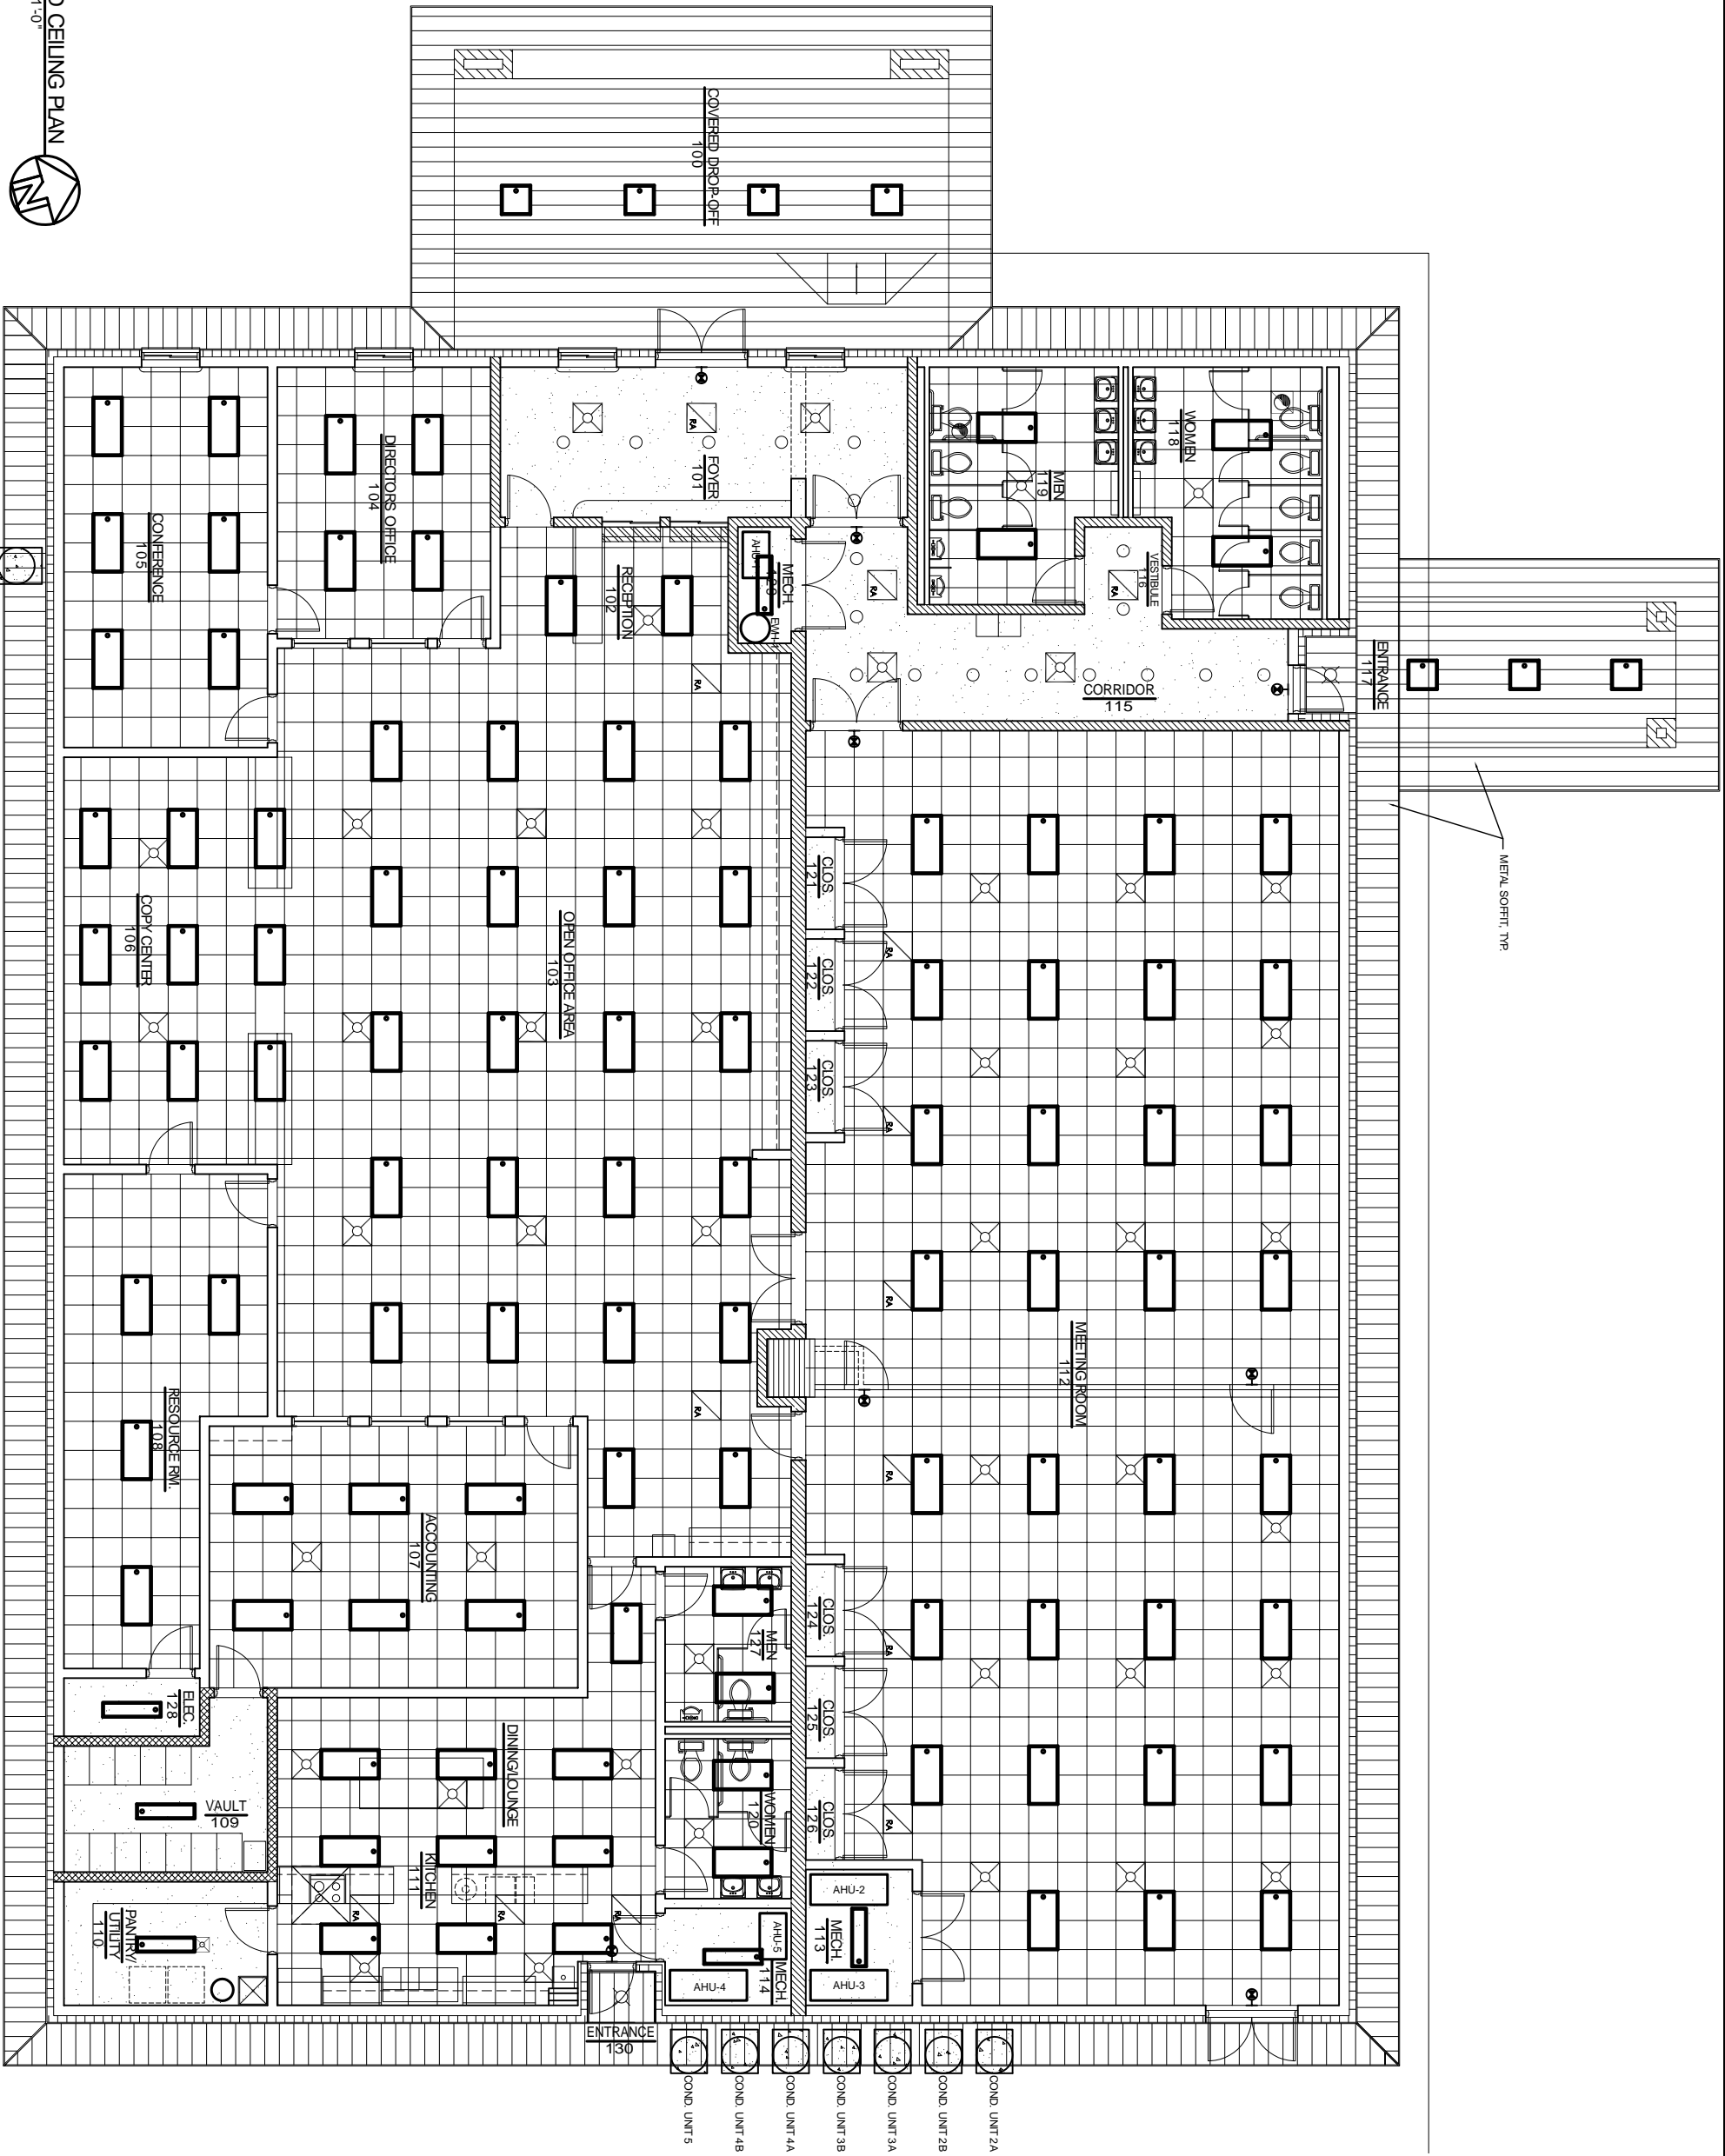 D CEILING PLAN
1'-0"
N
COVERED DROP-OFF
100
METAL SOFFIT, TYP.
ENTRANCE
117
WOMEN
118
MEN
119
VESTIBULE
116
RA
CORRIDOR
115
RA
FOYER
101
RA
MECH.
AHU-1
RECEPTION
102
RA
DIRECTORS OFFICE
104
CONFERENCE
105
COPY CENTER
106
OPEN OFFICE AREA
103
RA
CLOS.
121
CLOS.
122
CLOS.
123
RA
RA
RA
RA
RA
RA
MEETING ROOM
112
RESOURCE RM.
108
ACCOUNTING
107
ELEC.
128
VAULT
109
PANTRY/
UTILITY
110
DINING/LOUNGE
KITCHEN
111
RA
RA
RA
MEN
127
WOMEN
120
CLOS.
124
CLOS.
125
CLOS.
126
MECH.
113
AHU-2
AHU-3
MECH.
114
AHU-5
AHU-4
ENTRANCE
130
COND. UNIT 5
COND. UNIT 4B
COND. UNIT 4A
COND. UNIT 3B
COND. UNIT 3A
COND. UNIT 2B
COND. UNIT 2A